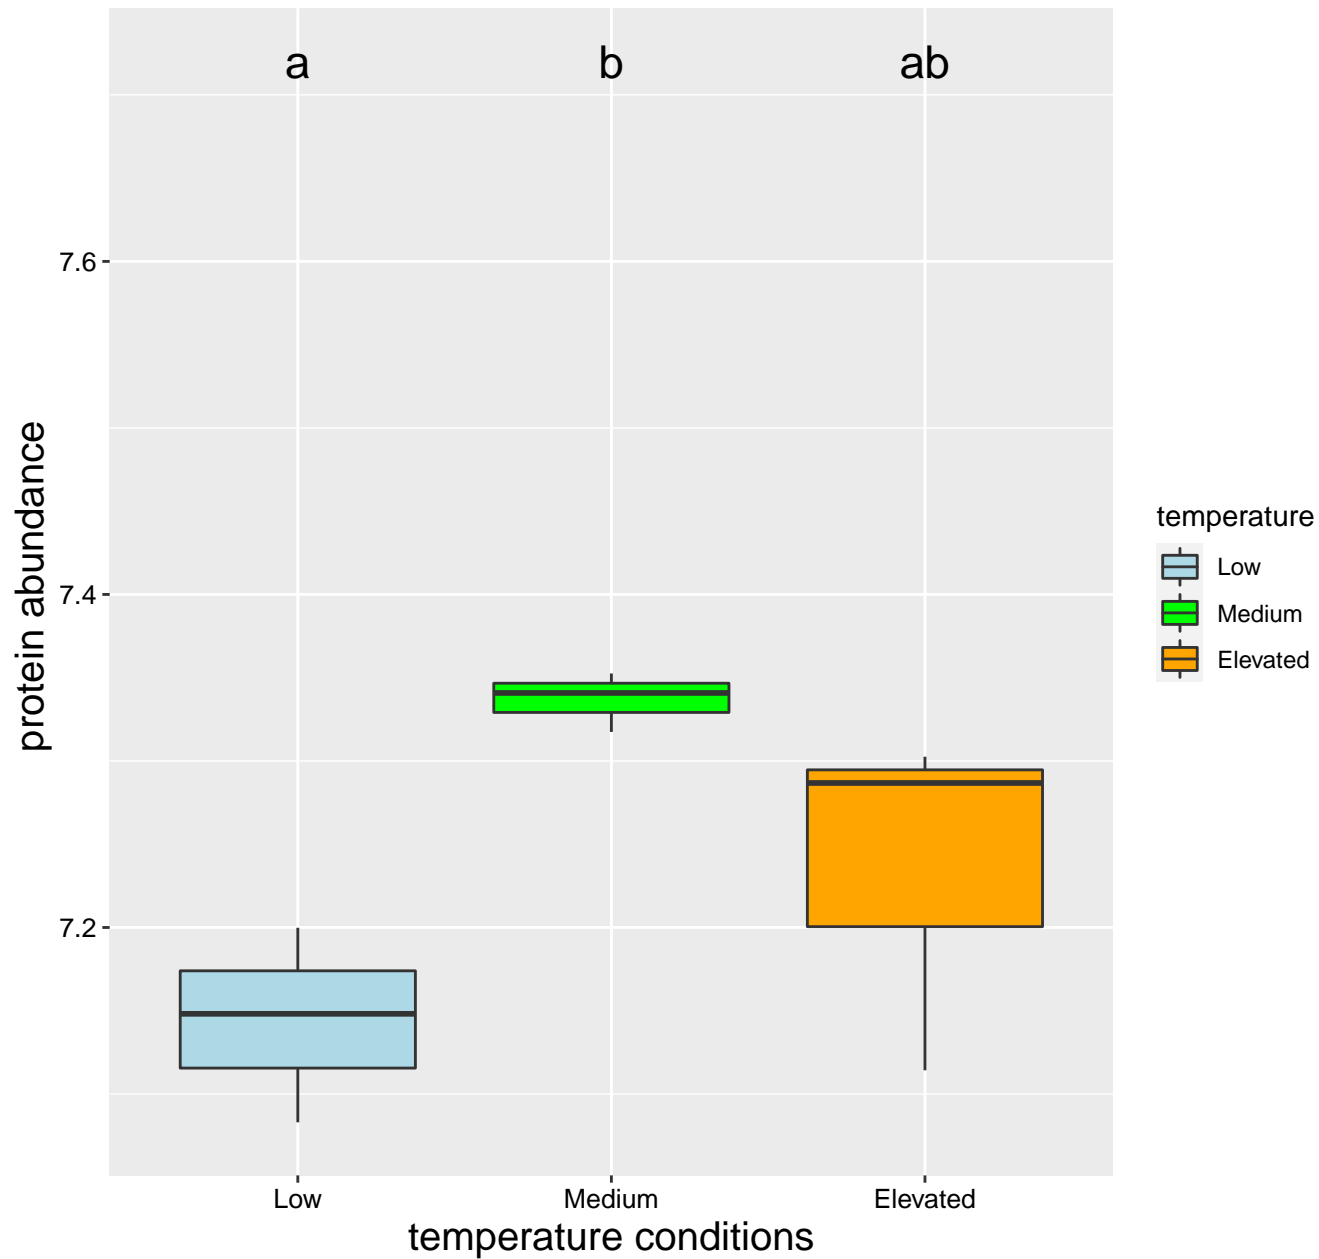 a b ab
7.6
7.4
7.2
protein abundance
Low Medium Elevated
temperature conditions
temperature
Low
Medium
Elevated